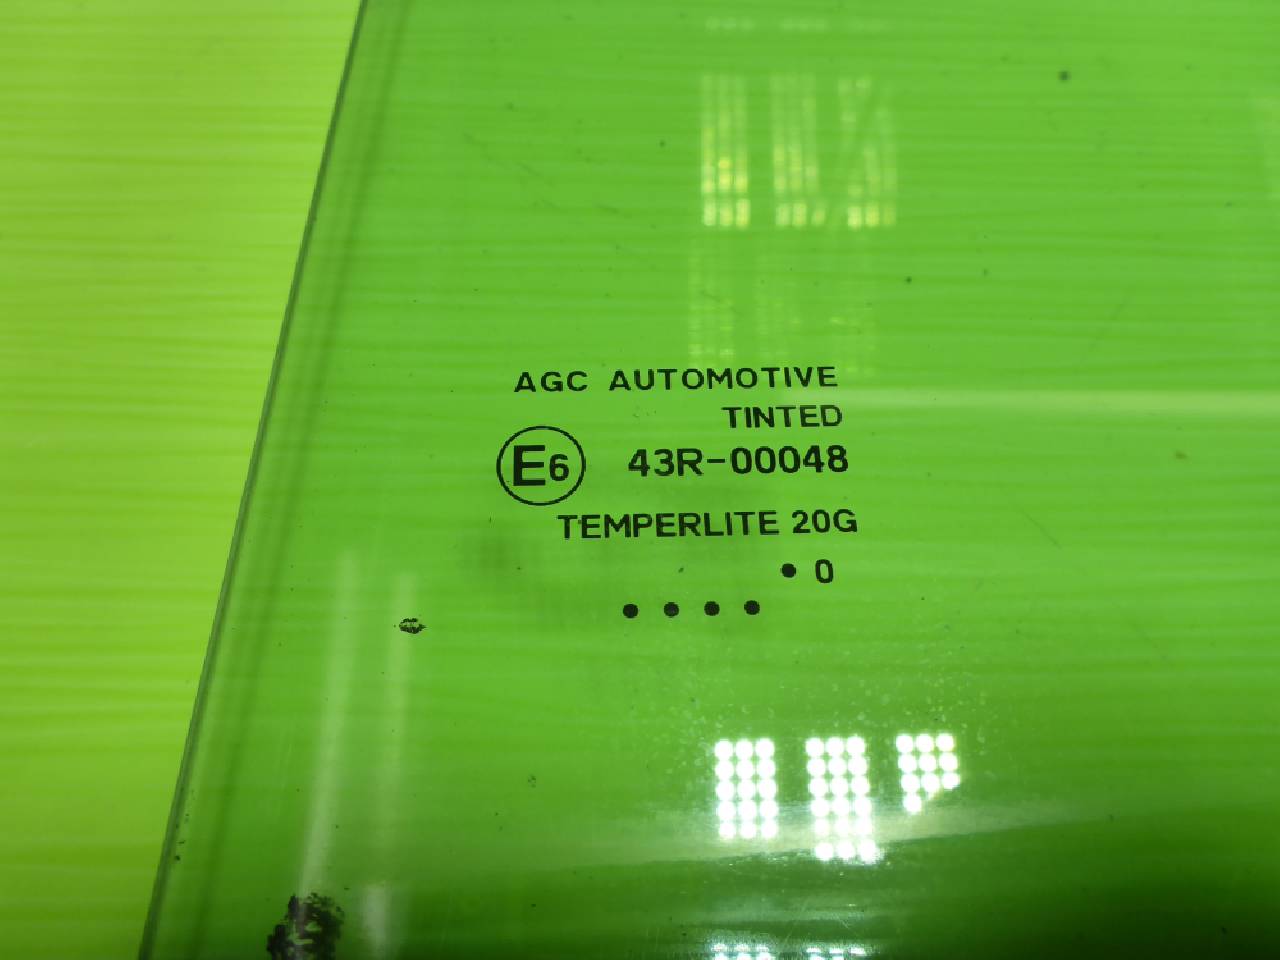 AGC AUTOMOTIVE
TINTED
E6 43R-00048
TEMPERLITE 20G
• 0
• • • •